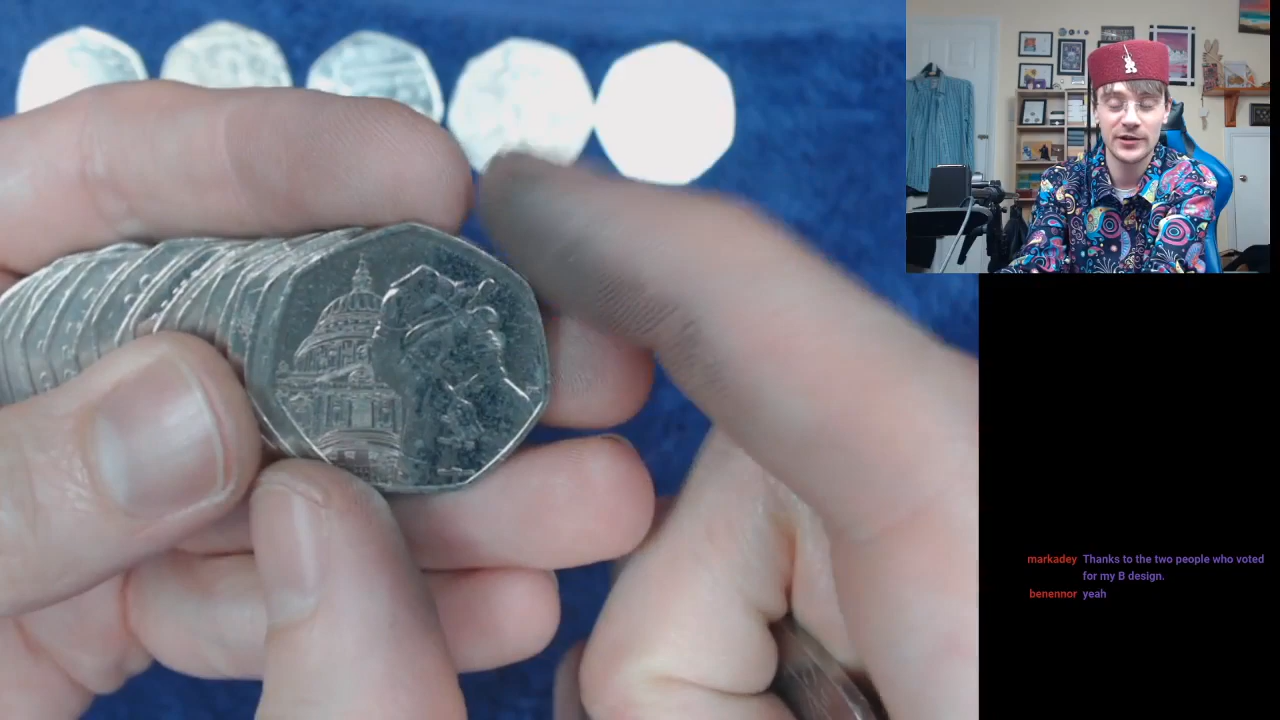 markadey Thanks to the two people who voted
for my B design.
benennor yeah